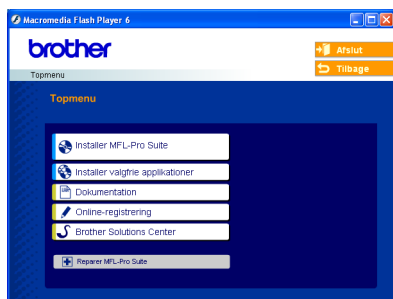 Macromedia Flash Player 6
brother
Afslut
Tilbage
Topmenu
Topmenu
Installer MFL-Pro Suite
Installer valgfrie applikationer
Dokumentation
Online-registrering
Brother Solutions Center
Reparer MFL-Pro Suite